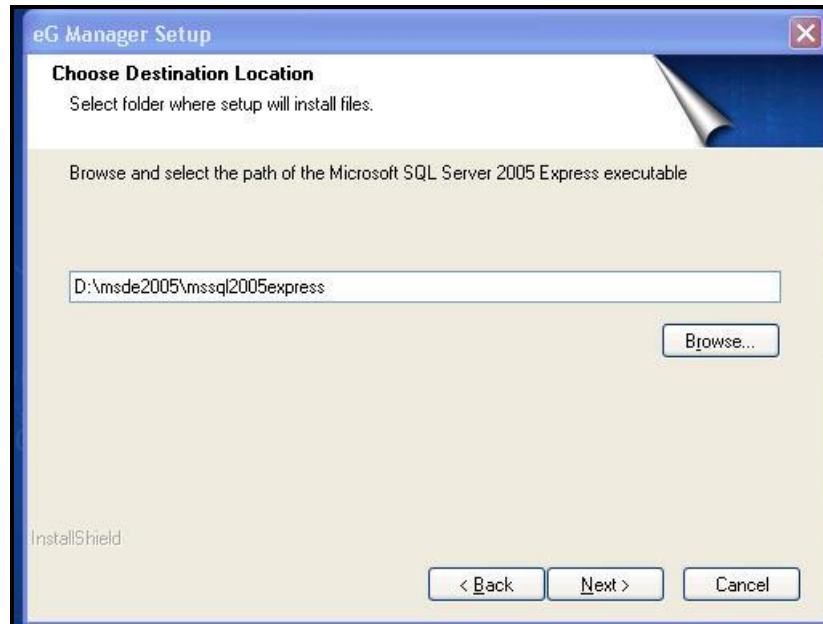 eG Manager Setup
Choose Destination Location
Select folder where setup will install files.
Browse and select the path of the Microsoft SQL Server 2005 Express executable
D:\msde2005\mssql2005express
Browse...
InstallShield
< Back
Next >
Cancel